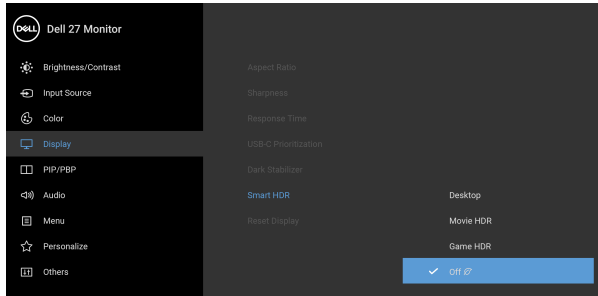 DELL
Dell 27 Monitor
Brightness/Contrast
Input Source
Color
Display
PIP/PBP
Audio
Menu
Personalize
Others
Aspect Ratio
Sharpness
Response Time
USB-C Prioritization
Dark Stabilizer
Smart HDR
Reset Display
Desktop
Movie HDR
Game HDR
Off